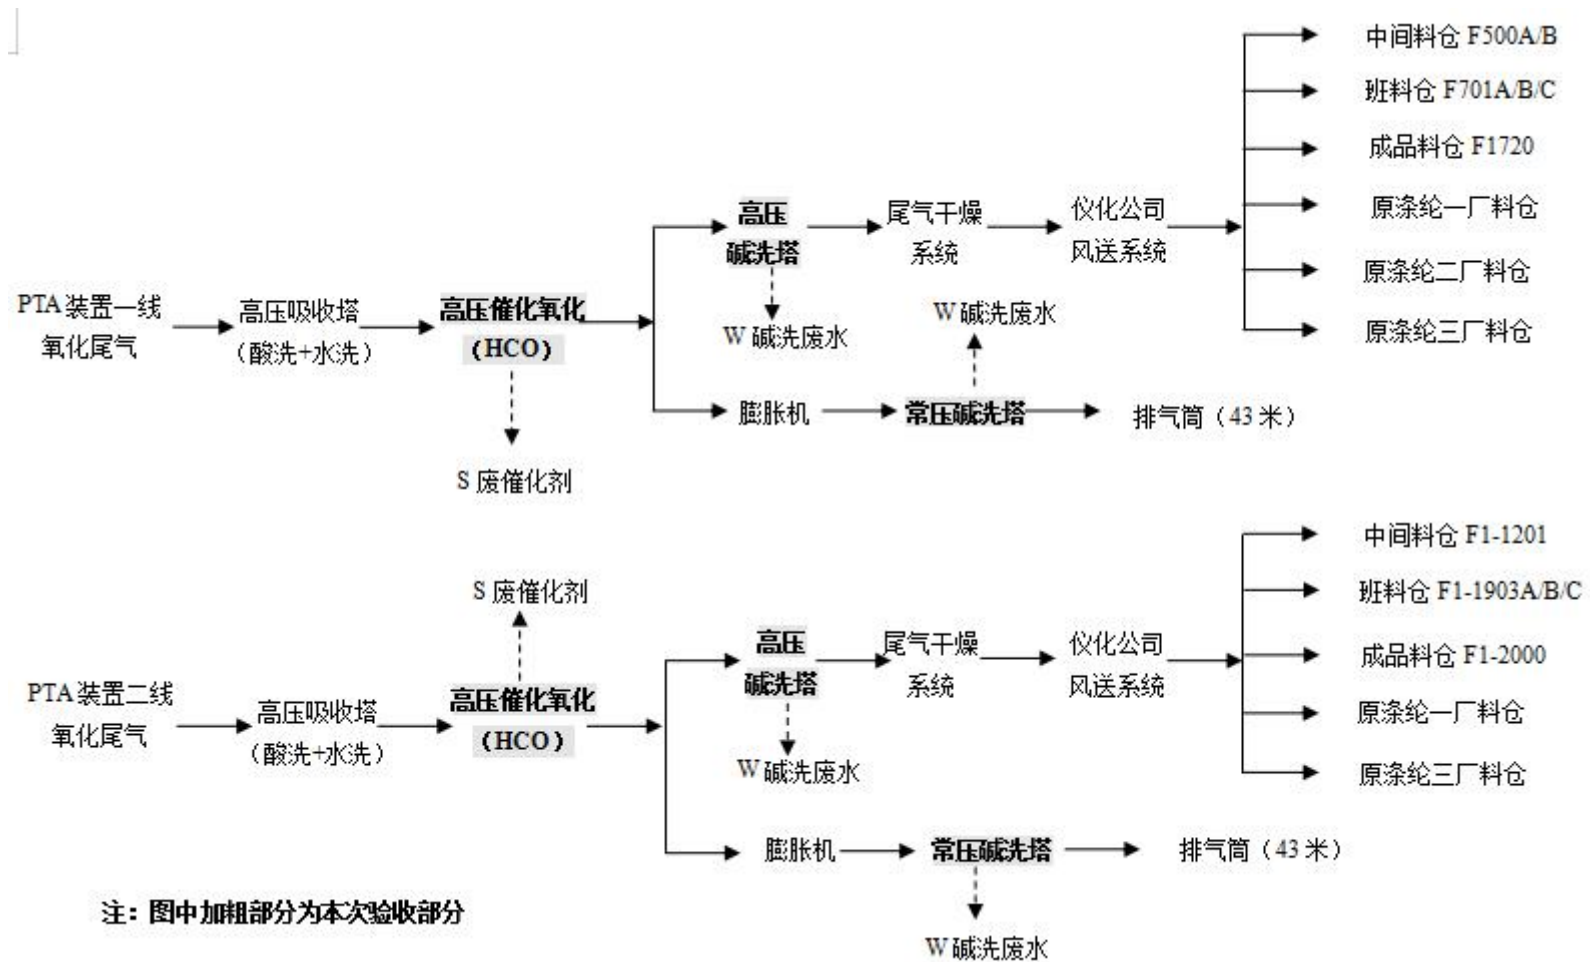 中间料仓 F500A/B
班料仓 F701A/B/C
成品料仓 F1720
原涤纶一厂料仓
原涤纶二厂料仓
原涤纶三厂料仓
高压
碱洗塔
尾气干燥
系统
仪化公司
风送系统
PTA 装置一线
氧化尾气
高压吸收塔
（酸洗+水洗）
高压催化氧化
（HCO）
W 碱洗废水
W 碱洗废水
膨胀机
常压碱洗塔
排气筒（43 米）
S 废催化剂
中间料仓 F1-1201
班料仓 F1-1903A/B/C
成品料仓 F1-2000
原涤纶一厂料仓
原涤纶三厂料仓
S 废催化剂
高压
碱洗塔
尾气干燥
系统
仪化公司
风送系统
PTA 装置二线
氧化尾气
高压吸收塔
（酸洗+水洗）
高压催化氧化
（HCO）
W 碱洗废水
膨胀机
常压碱洗塔
排气筒（43 米）
W 碱洗废水
注：图中加粗部分为本次验收部分